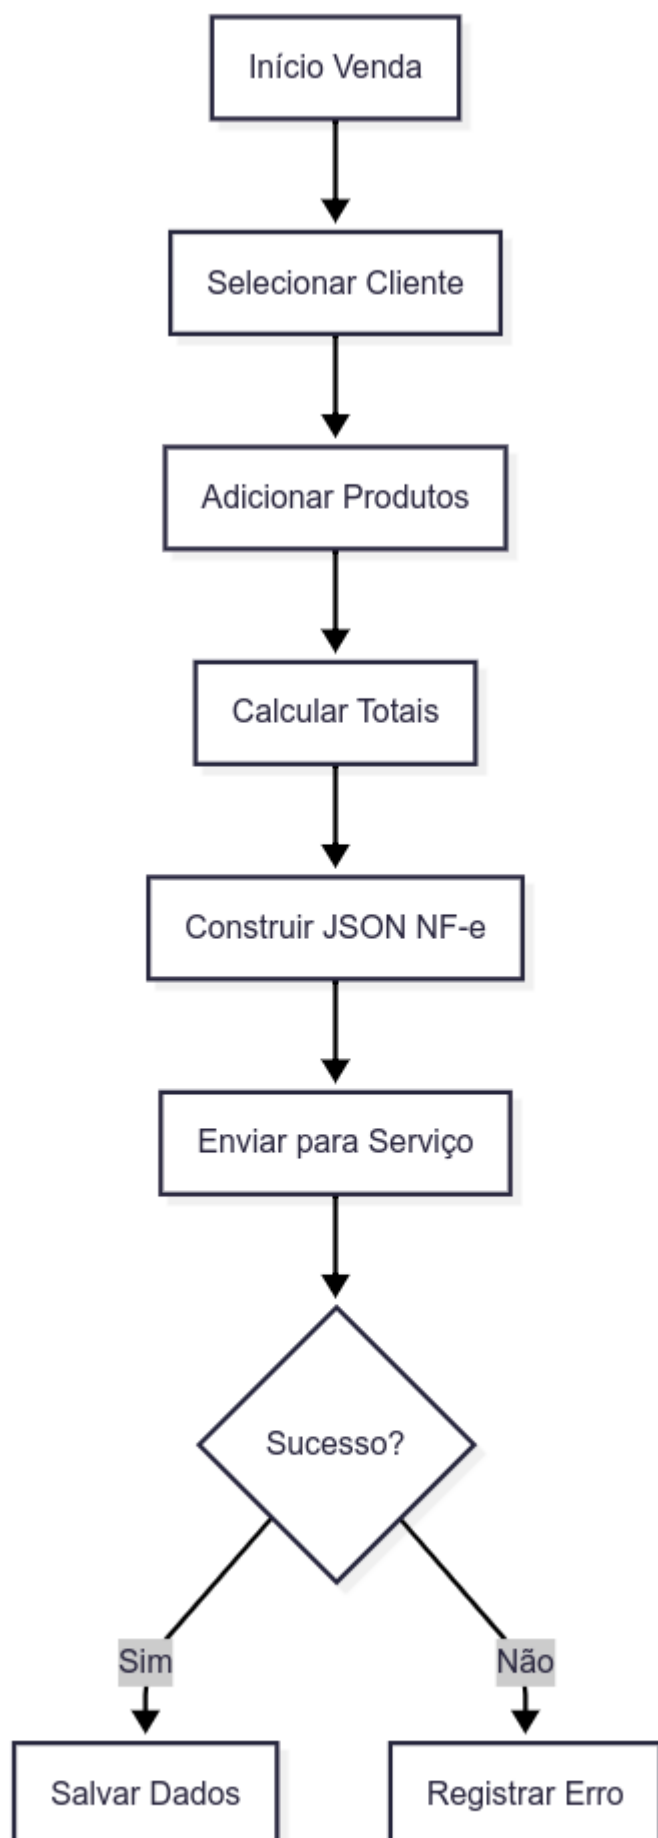 Início Venda
Selecionar Cliente
Adicionar Produtos
Calcular Totais
Construir JSON NF-e
Enviar para Serviço
Sucesso?
Sim
Não
Salvar Dados
Registrar Erro